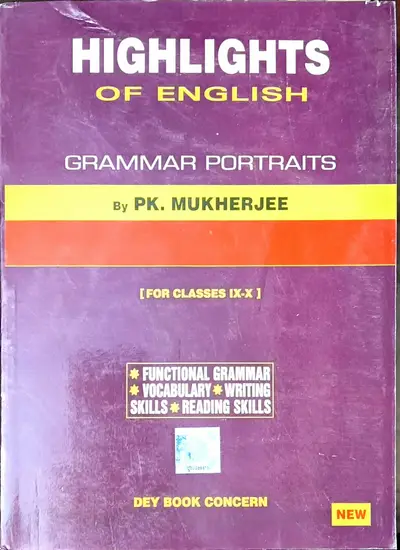 HIGHLIGHTS
OF ENGLISH
GRAMMAR PORTRAITS
By PK. MUKHERJEE
[ FOR CLASSES IX-X ]
✷ FUNCTIONAL GRAMMAR
✷ VOCABULARY ✷ WRITING
SKILLS ✷ READING SKILLS
DEY BOOK CONCERN
NEW